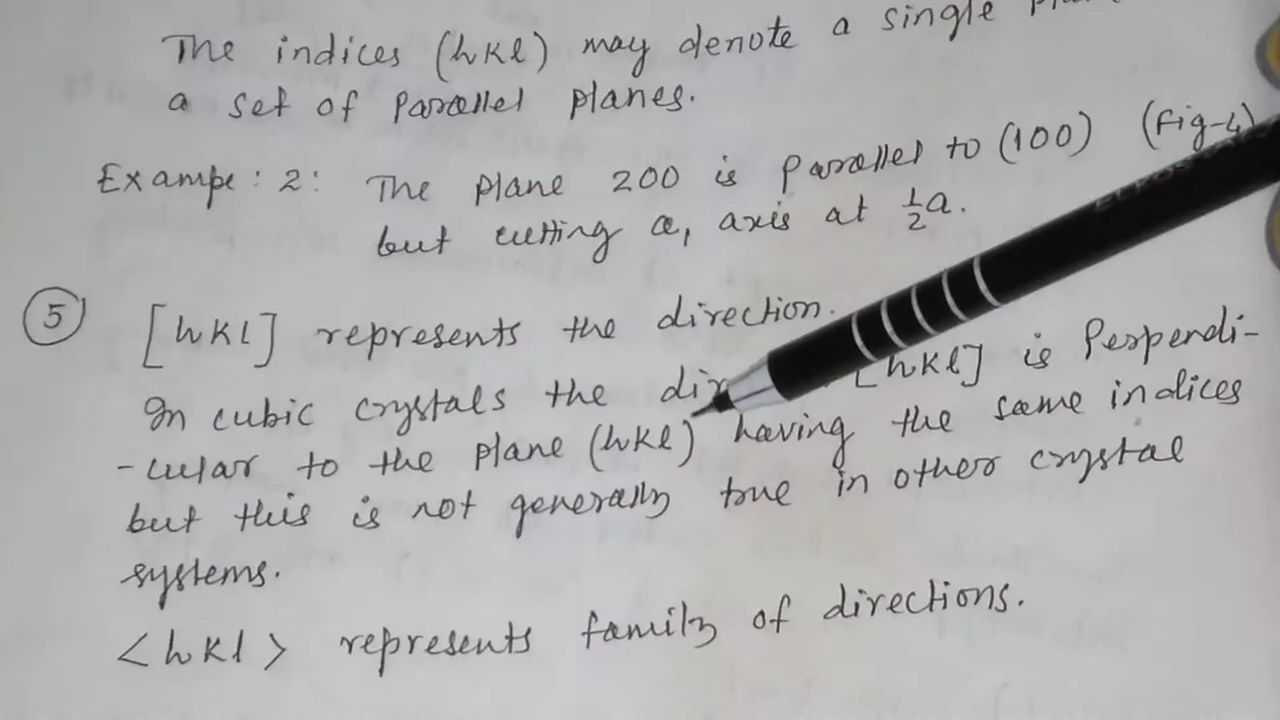 The indices (hkl) may denote a single
a set of parallel planes.
Exampe: 2: The plane 200 is parallel to (100) (Fig-4)
but cutting a₁ axis at ½a.
5 [hkl] represents the direction.
In cubic crystals the [hkl] is Perpendi-
-cular to the plane (hkl) having the same indices
but this is not generally true in other crystal
systems.
<hkl> represents family of directions.